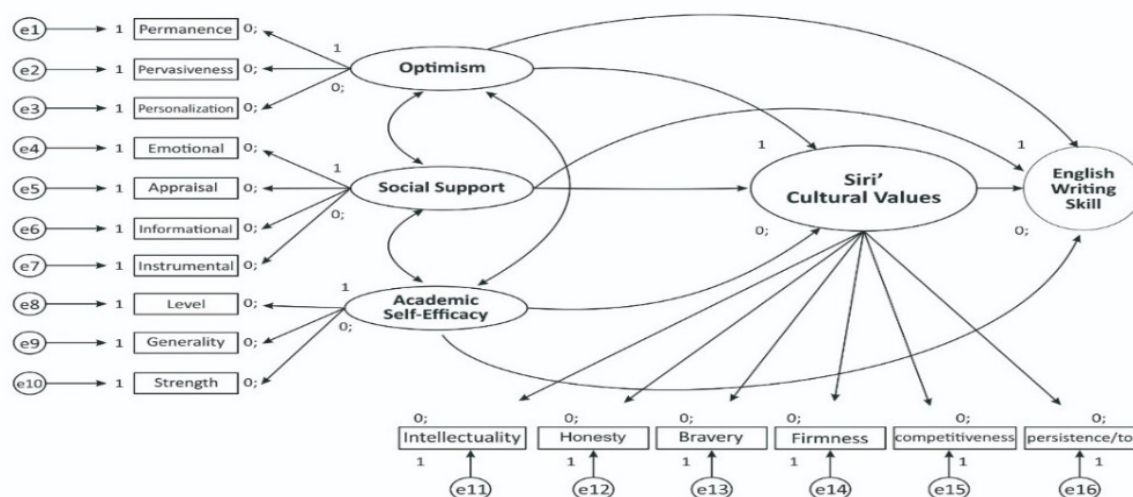 e1 1 Permanence 0;
e2 1 Pervasiveness 0;
e3 1 Personalization 0;
e4 1 Emotional 0;
e5 1 Appraisal 0;
e6 1 Informational 0;
e7 1 Instrumental 0;
e8 1 Level 0;
e9 1 Generality 0;
e10 1 Strength 0;
1
Optimism
0;
1
Social Support
0;
1
Academic
Self-Efficacy
0;
1
Siri'
Cultural Values
0;
1
English
Writing
Skill
0;
0; 0; 0; 0; 0; 0;
Intellectuality Honesty Bravery Firmness competitiveness persistence/to
1 1 1 1 1 1
e11 e12 e13 e14 e15 e16